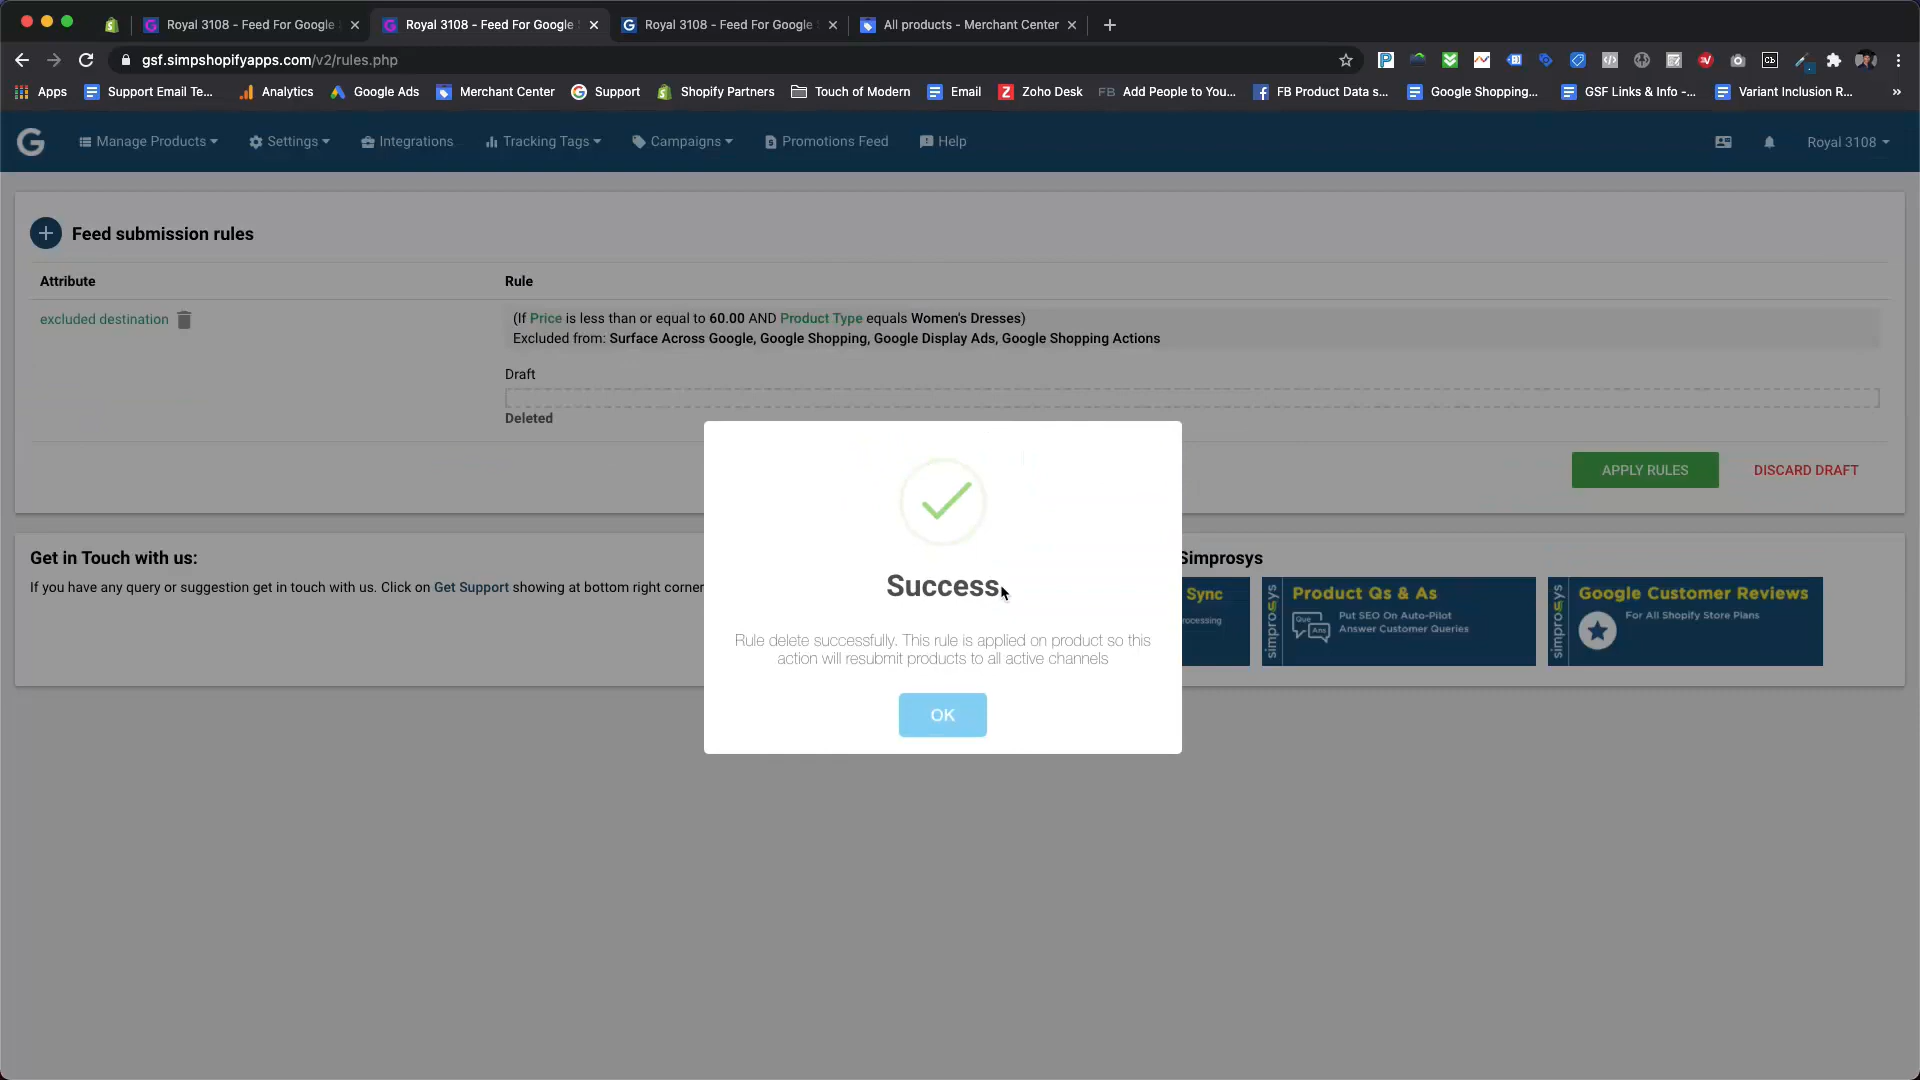 Royal 3108 - Feed For Google
Royal 3108 - Feed For Google
Royal 3108 - Feed For Google
All products - Merchant Center
gsf.simpshopifyapps.com/v2/rules.php
Apps
Support Email Te...
Analytics
Google Ads
Merchant Center
Support
Shopify Partners
Touch of Modern
Email
Zoho Desk
FB Add People to You...
FB Product Data s...
Google Shopping...
GSF Links & Info -...
Variant Inclusion R...
»
Manage Products
Settings
Integrations
Tracking Tags
Campaigns
Promotions Feed
Help
Royal 3108
Feed submission rules
Attribute
Rule
excluded destination
(If Price is less than or equal to 60.00 AND Product Type equals Women's Dresses)
Excluded from: Surface Across Google, Google Shopping, Google Display Ads, Google Shopping Actions
Draft
Deleted
APPLY RULES
DISCARD DRAFT
Success
Rule delete successfully. This rule is applied on product so this
action will resubmit products to all active channels
OK
Get in Touch with us:
If you have any query or suggestion get in touch with us. Click on Get Support showing at bottom right corner
Simprosys
Sync
rocessing
simprosys
Product Qs & As
Put SEO On Auto-Pilot
Answer Customer Queries
Que
Ans
simprosys
Google Customer Reviews
For All Shopify Store Plans